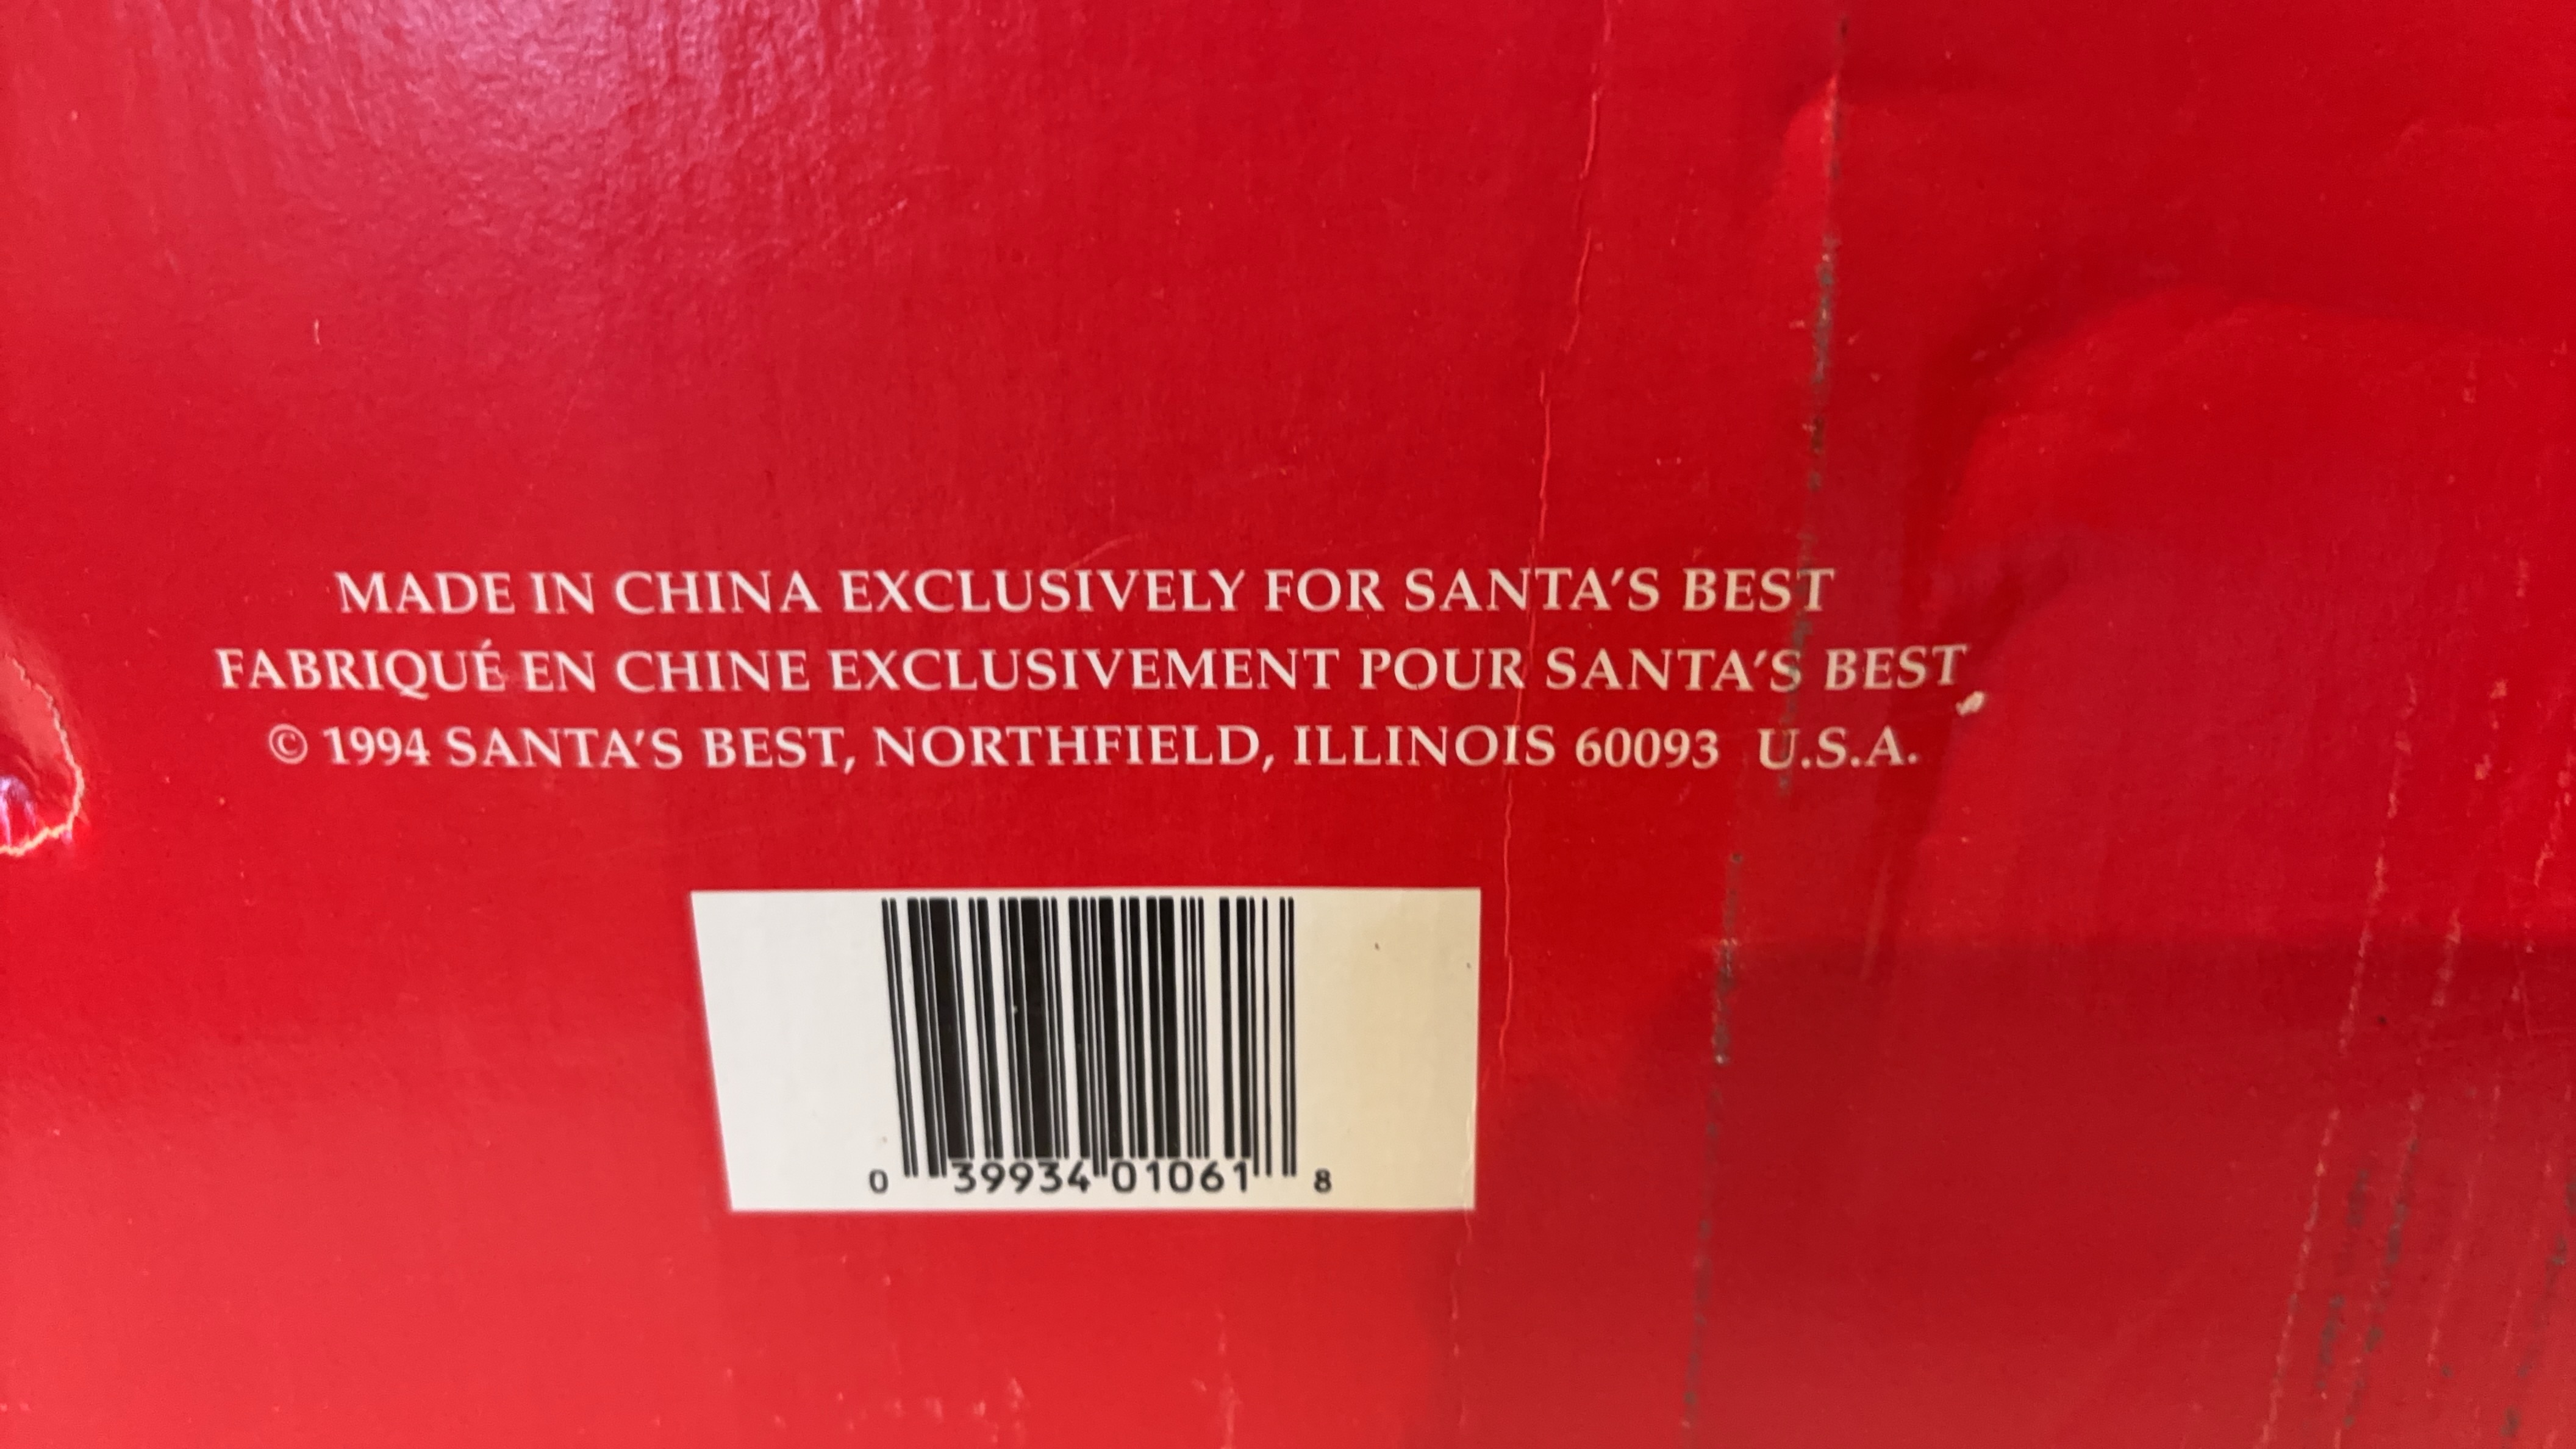 MADE IN CHINA EXCLUSIVELY FOR SANTA'S BEST
FABRIQUÉ EN CHINE EXCLUSIVEMENT POUR SANTA'S BEST
© 1994 SANTA'S BEST, NORTHFIELD, ILLINOIS 60093 U.S.A.
0 39934 01061 8